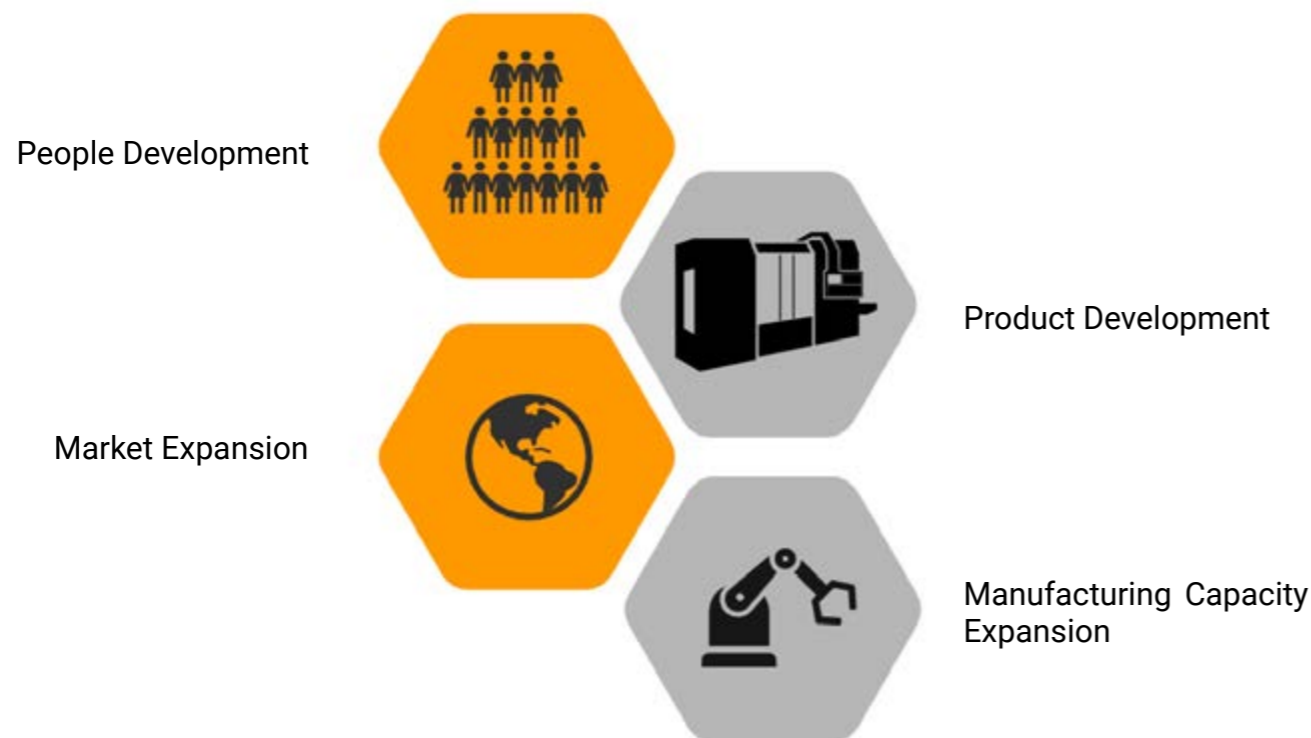 People Development
Product Development
Market Expansion
Manufacturing Capacity
Expansion